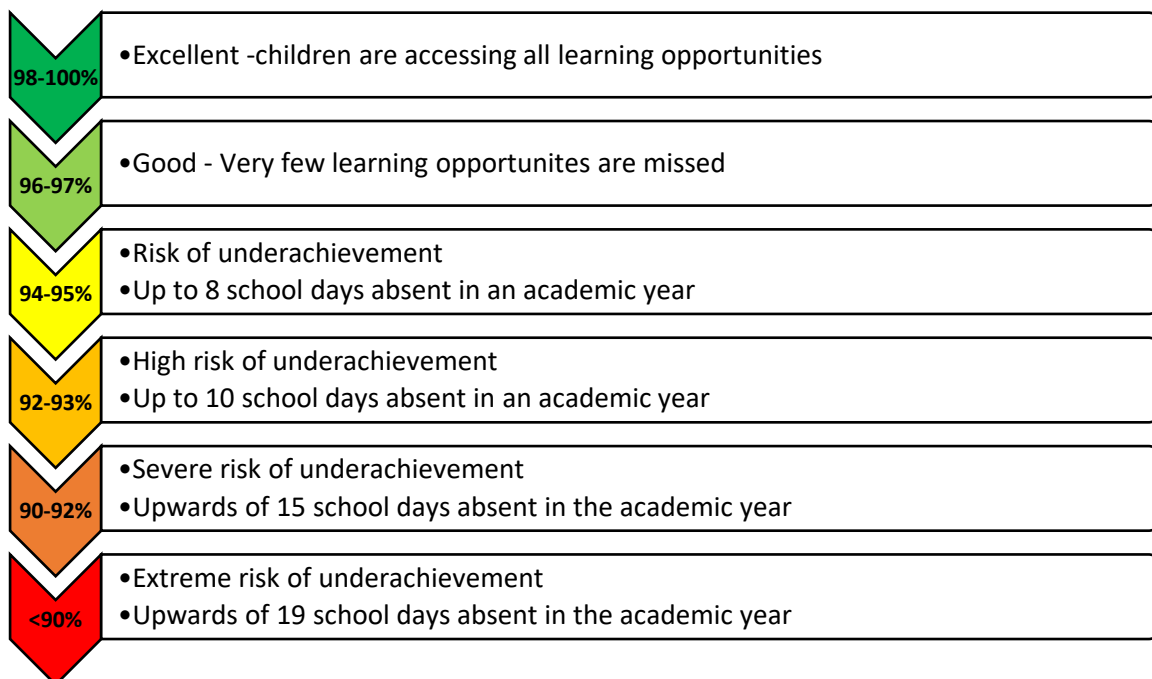 98-100%
•Excellent -children are accessing all learning opportunities
96-97%
•Good - Very few learning opportunites are missed
94-95%
•Risk of underachievement
•Up to 8 school days absent in an academic year
92-93%
•High risk of underachievement
•Up to 10 school days absent in an academic year
90-92%
•Severe risk of underachievement
•Upwards of 15 school days absent in the academic year
<90%
•Extreme risk of underachievement
•Upwards of 19 school days absent in the academic year